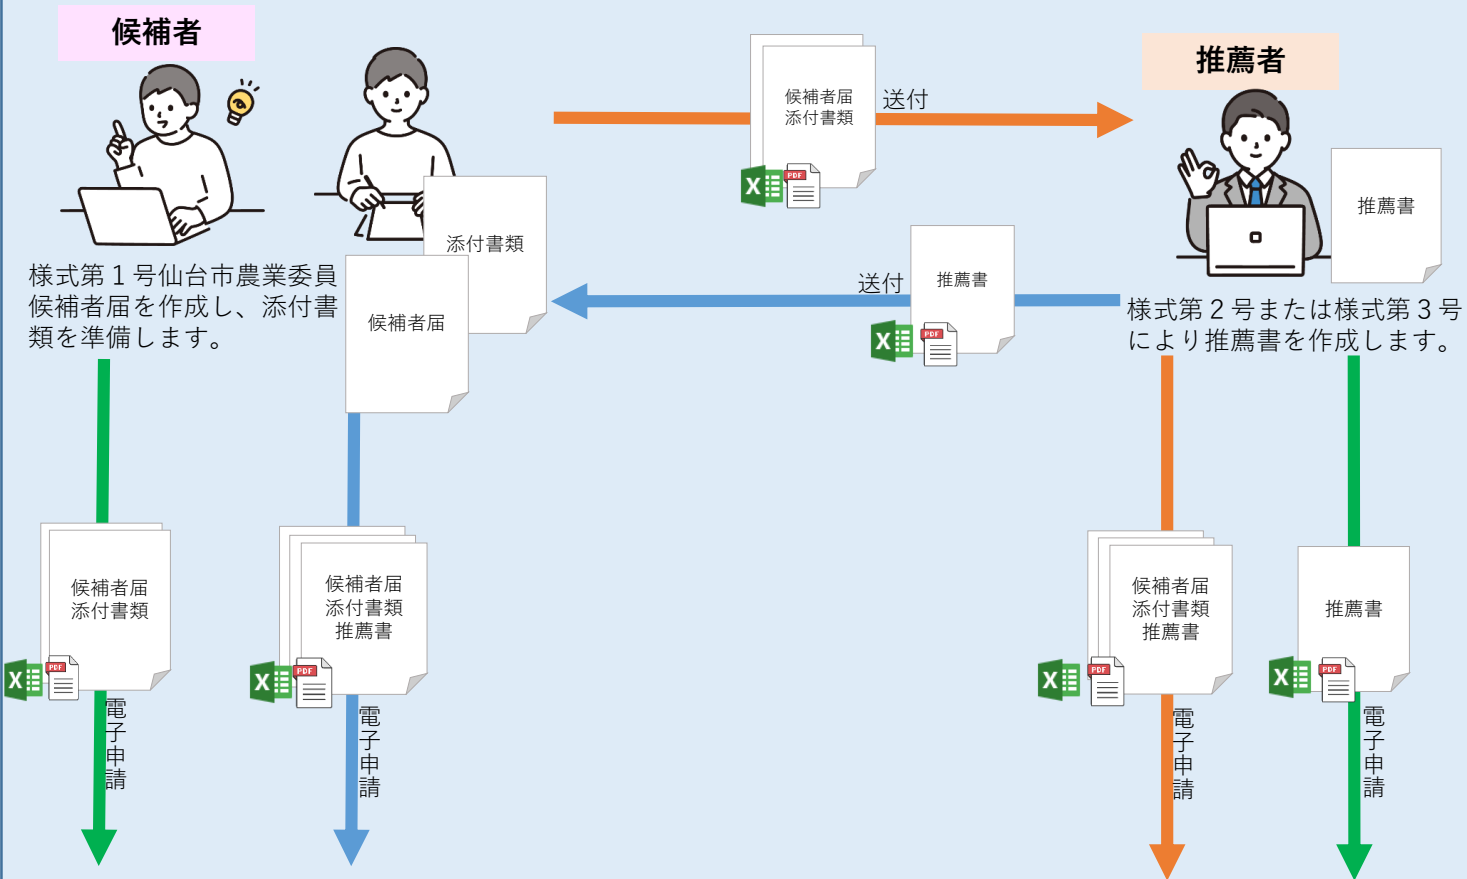 候補者
推薦者
候補者届
添付書類
送付
PDF
推薦書
添付書類
候補者届
送付
推薦書
PDF
様式第１号仙台市農業委員
候補者届を作成し、添付書
類を準備します。
様式第２号または様式第３号
により推薦書を作成します。
候補者届
添付書類
PDF
電子申請
候補者届
添付書類
推薦書
PDF
電子申請
候補者届
添付書類
推薦書
PDF
電子申請
推薦書
PDF
電子申請